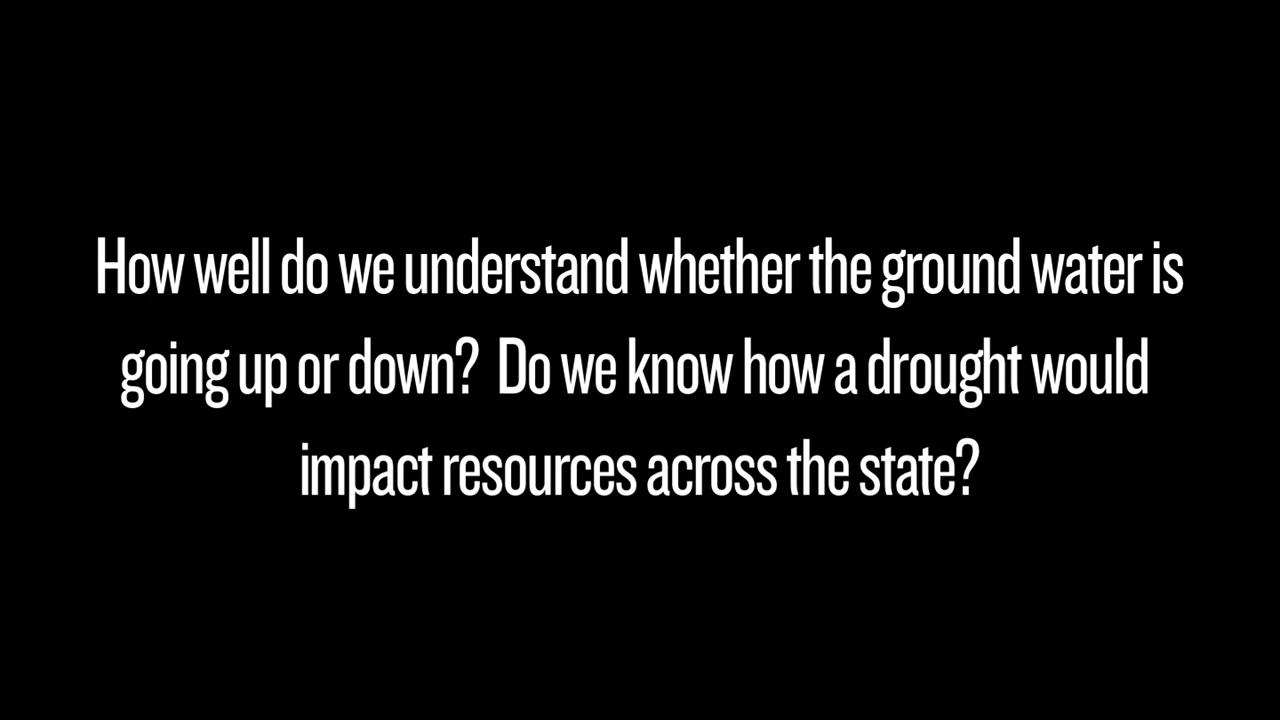 How well do we understand whether the ground water is
going up or down?  Do we know how a drought would
impact resources across the state?